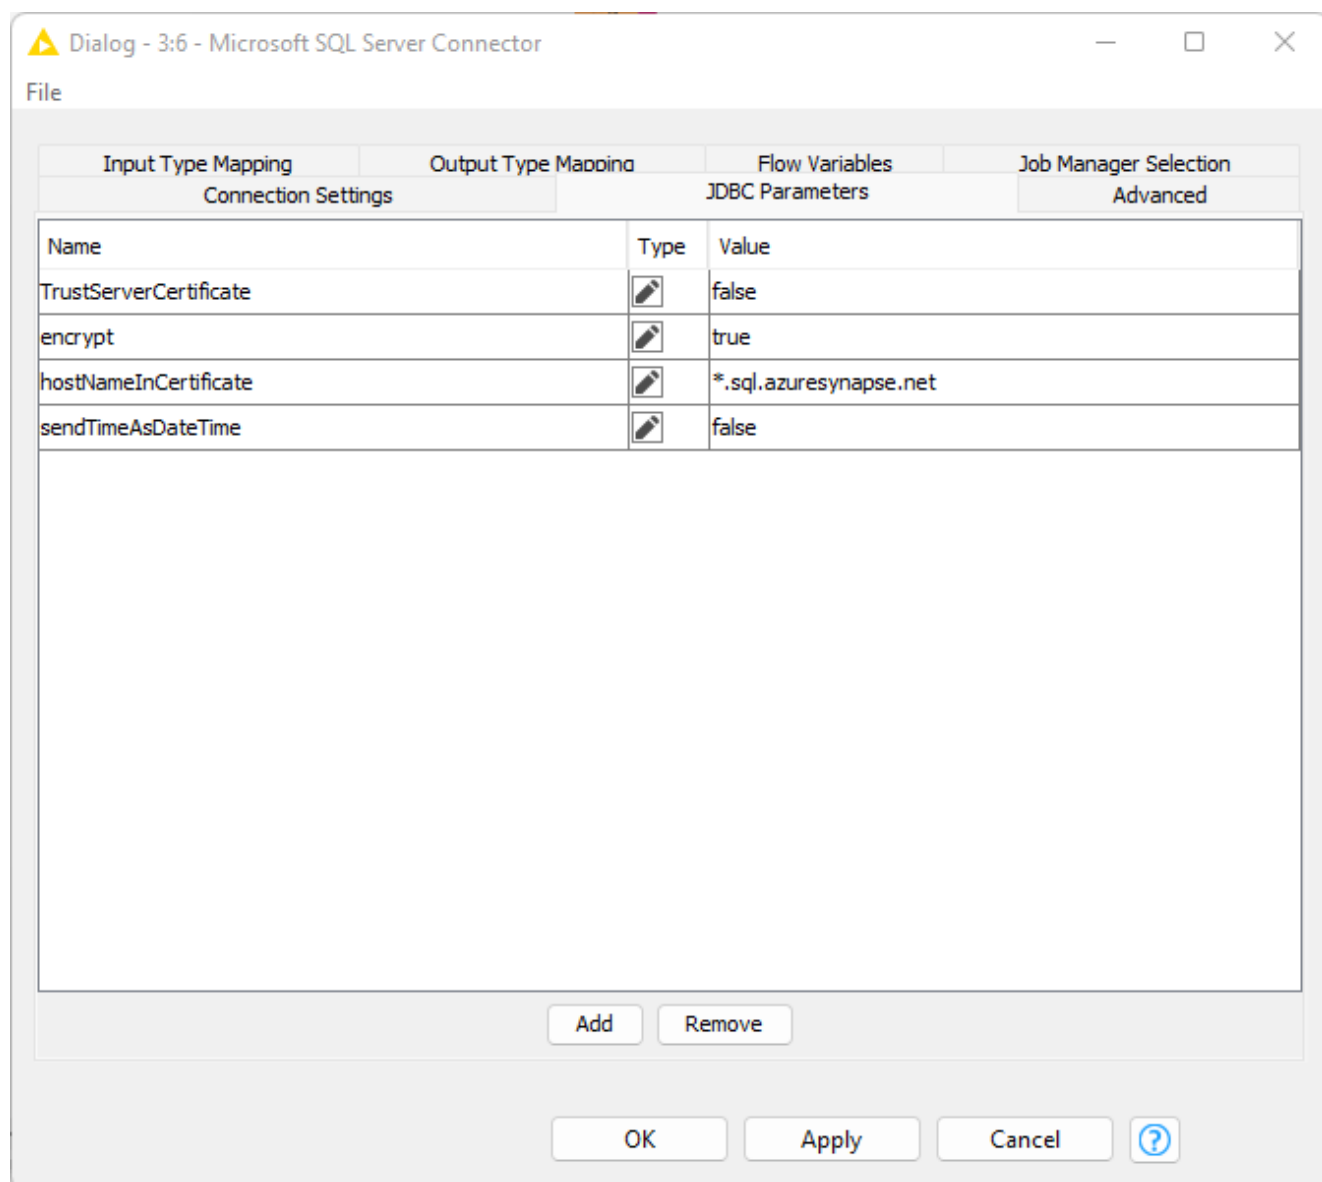 Dialog - 3:6 - Microsoft SQL Server Connector
File
Input Type Mapping Output Type Mapping Flow Variables Job Manager Selection
Connection Settings JDBC Parameters Advanced
Name Type Value
TrustServerCertificate false
encrypt true
hostNameInCertificate *.sql.azuresynapse.net
sendTimeAsDateTime false
Add Remove
OK Apply Cancel ?